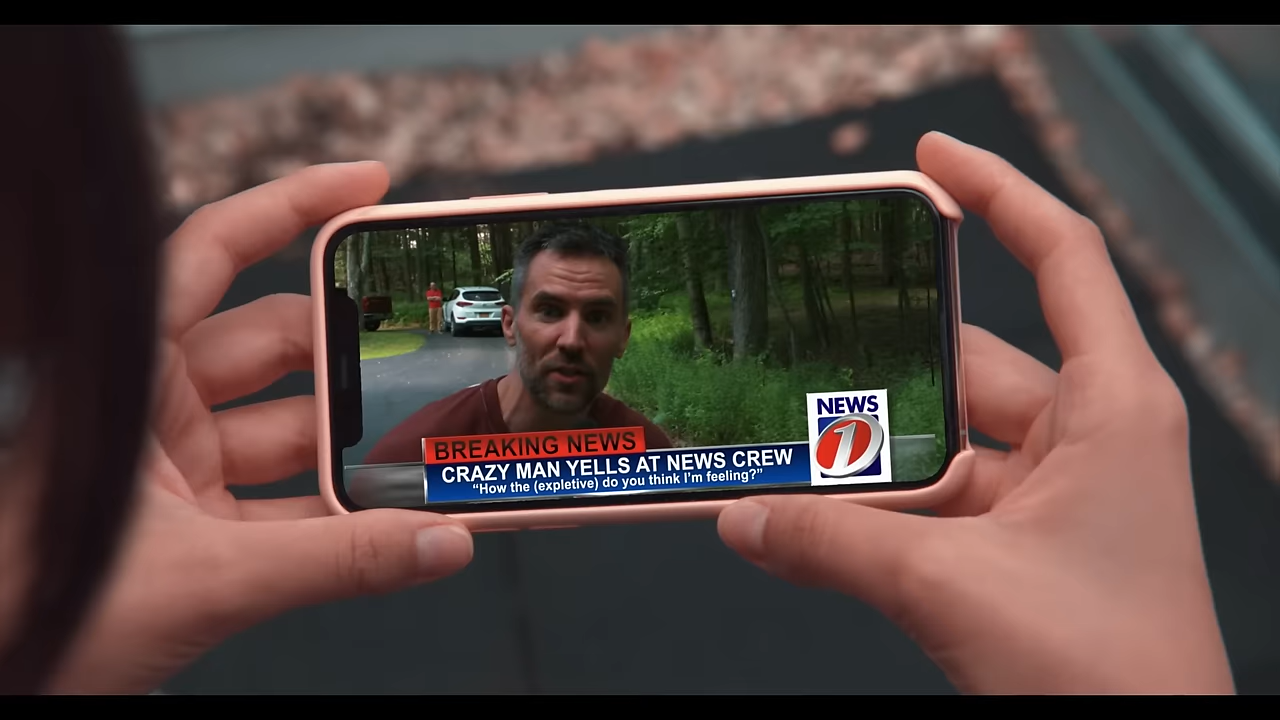 BREAKING NEWS
CRAZY MAN YELLS AT NEWS CREW
“How the (expletive) do you think I’m feeling?”
NEWS
1